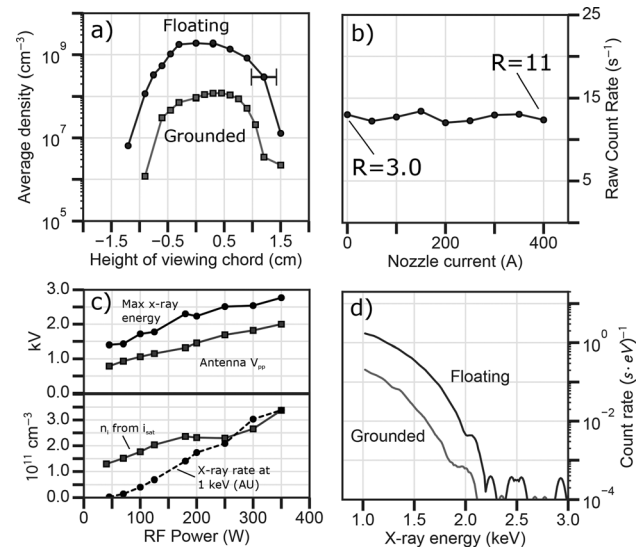 a)
Floating
Grounded
Average density (cm⁻³)
10⁹
10⁷
10⁵
−1.5 −0.5 0.5 1.5
Height of viewing chord (cm)
b)
R=11
R=3.0
Raw Count Rate (s⁻¹)
25
15
5
0 200 400
Nozzle current (A)
c)
Max x-ray
energy
Antenna Vpp
kV
3.0
2.0
1.0
0.0
nᵢ from isat
X-ray rate at
1 keV (AU)
10¹¹ cm⁻³
3.0
2.0
1.0
0.0
0 100 200 300 400
RF Power (W)
d)
Floating
Grounded
Count rate (s· eV)⁻¹
10⁰
10⁻²
10⁻⁴
1.0 1.5 2.0 2.5 3.0
X-ray energy (keV)